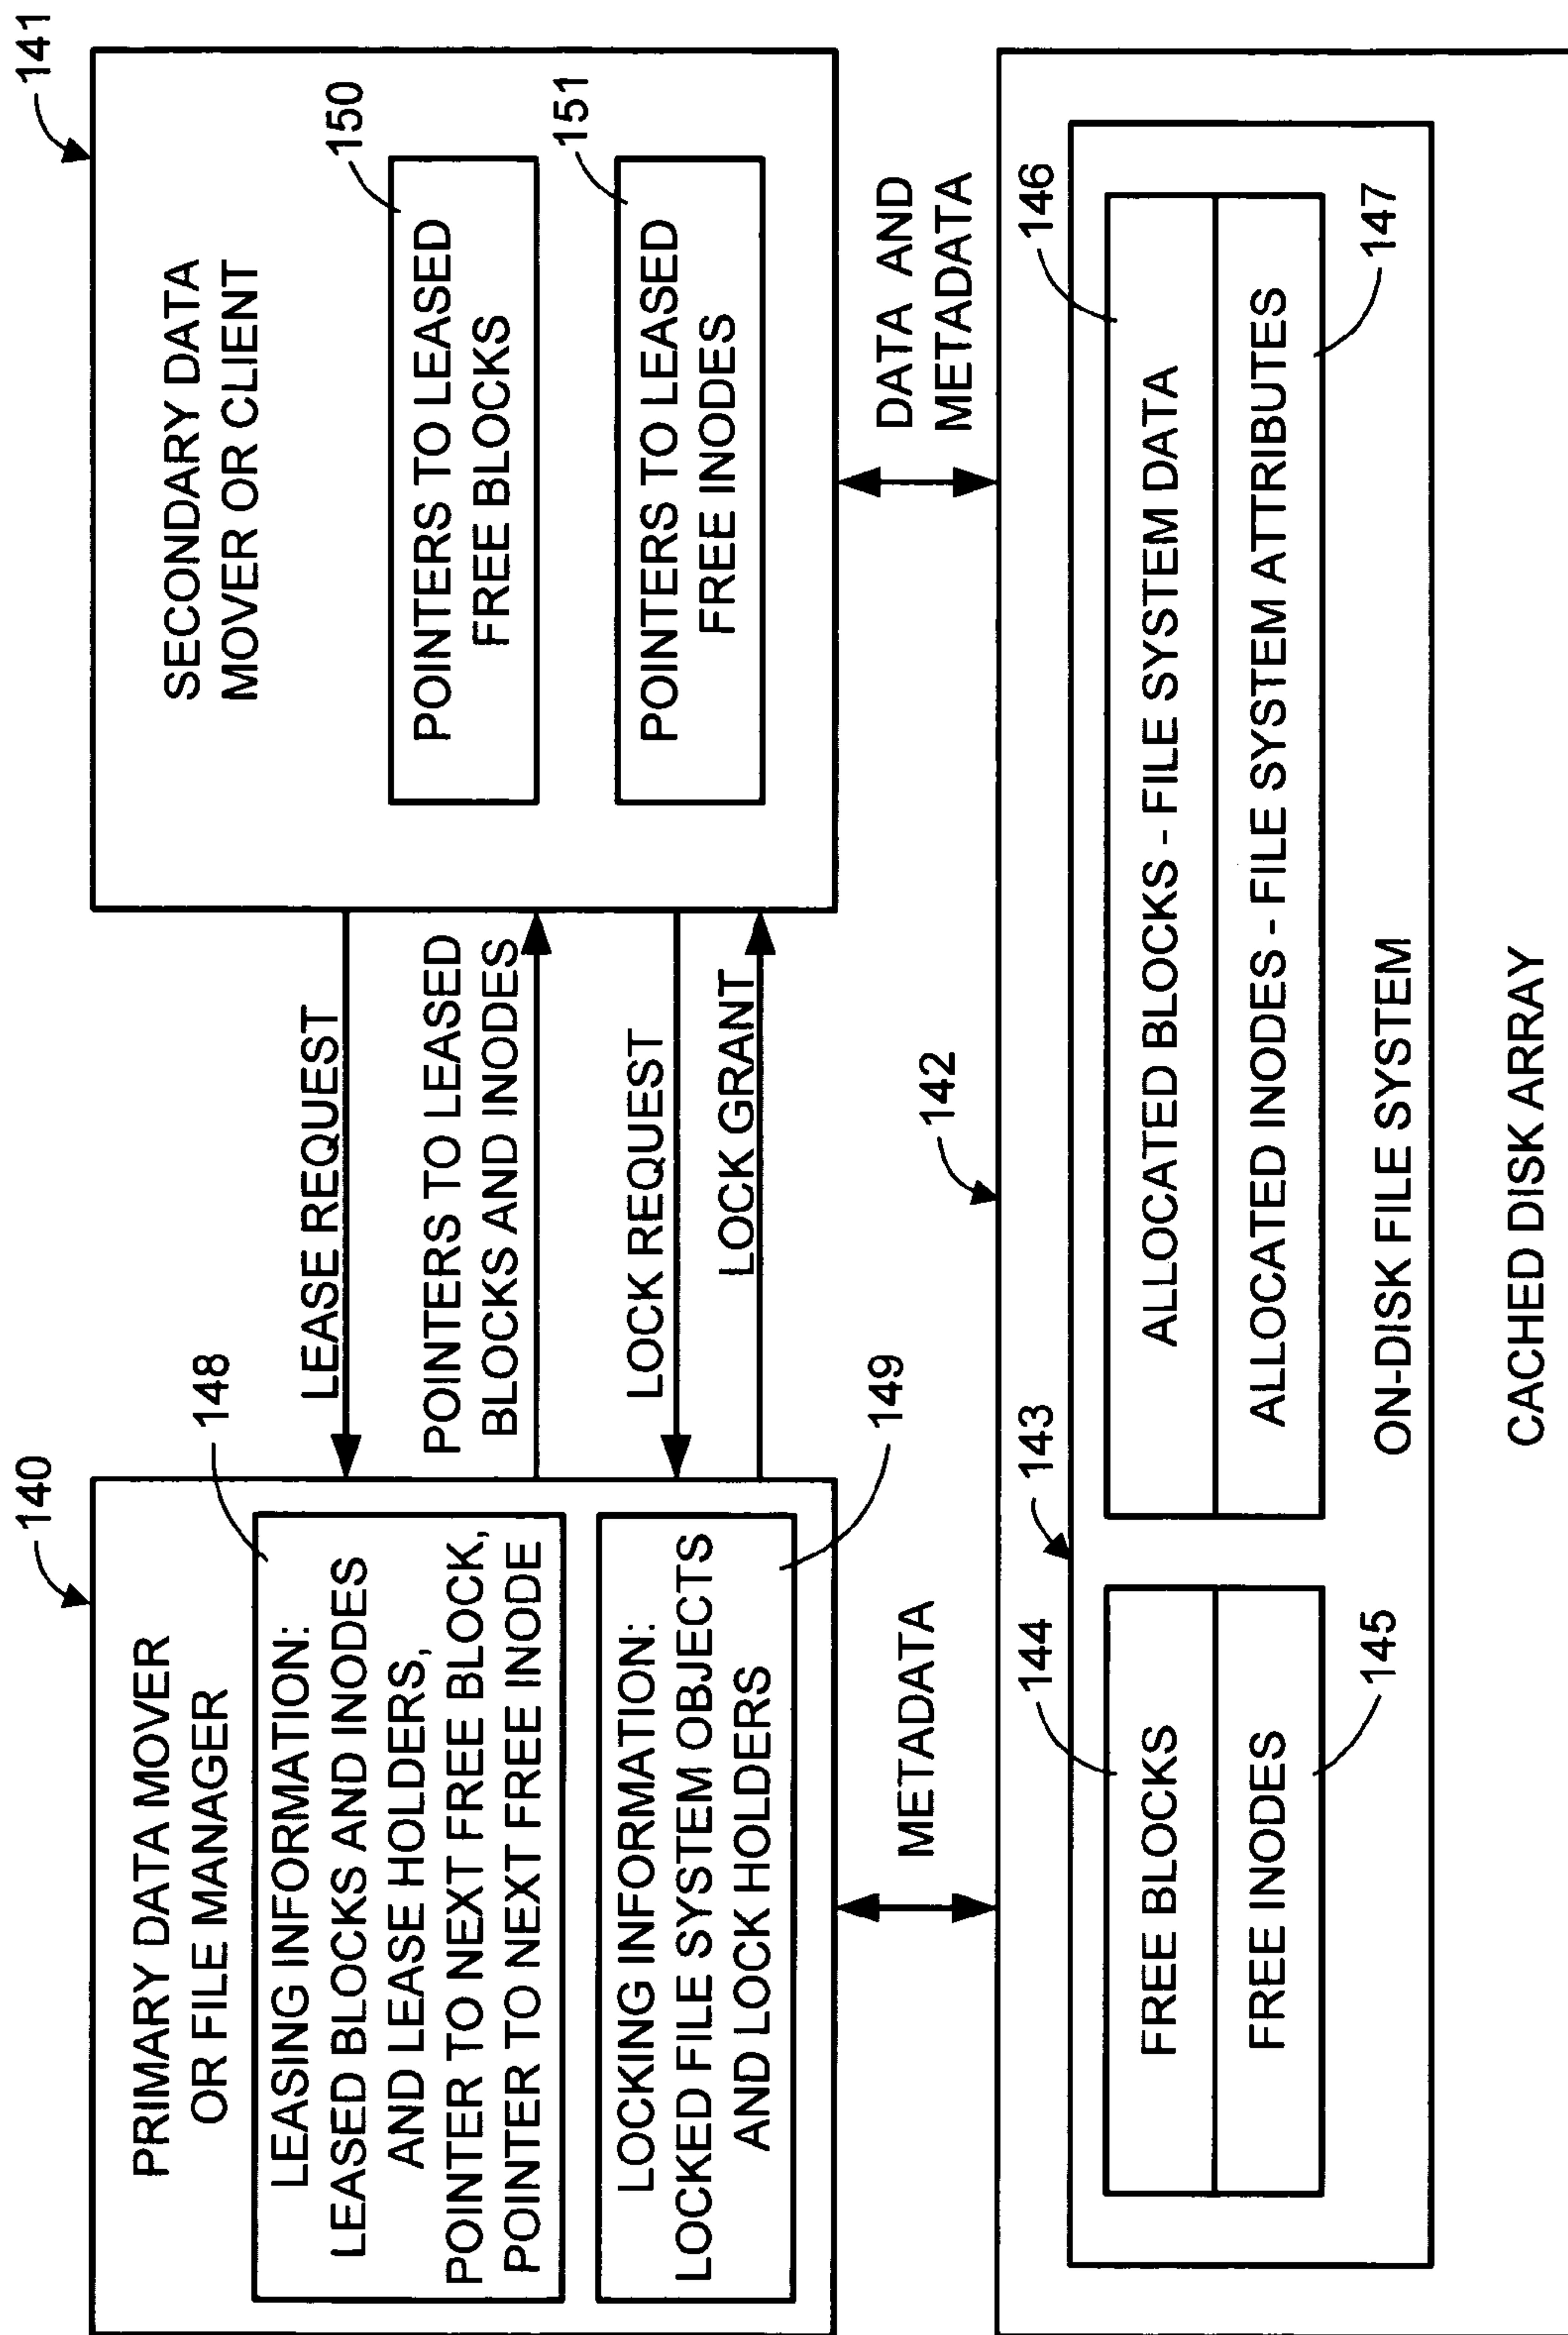 140
PRIMARY DATA MOVER
OR FILE MANAGER
148
LEASING INFORMATION:
LEASED BLOCKS AND INODES
AND LEASE HOLDERS,
POINTER TO NEXT FREE BLOCK,
POINTER TO NEXT FREE INODE
LOCKING INFORMATION:
LOCKED FILE SYSTEM OBJECTS
AND LOCK HOLDERS
149
LEASE REQUEST
POINTERS TO LEASED
BLOCKS AND INODES
LOCK REQUEST
LOCK GRANT
141
SECONDARY DATA
MOVER OR CLIENT
150
POINTERS TO LEASED
FREE BLOCKS
151
POINTERS TO LEASED
FREE INODES
METADATA
DATA AND
METADATA
142
143
144
FREE BLOCKS
FREE INODES
145
146
ALLOCATED BLOCKS - FILE SYSTEM DATA
ALLOCATED INODES - FILE SYSTEM ATTRIBUTES
147
ON-DISK FILE SYSTEM
CACHED DISK ARRAY